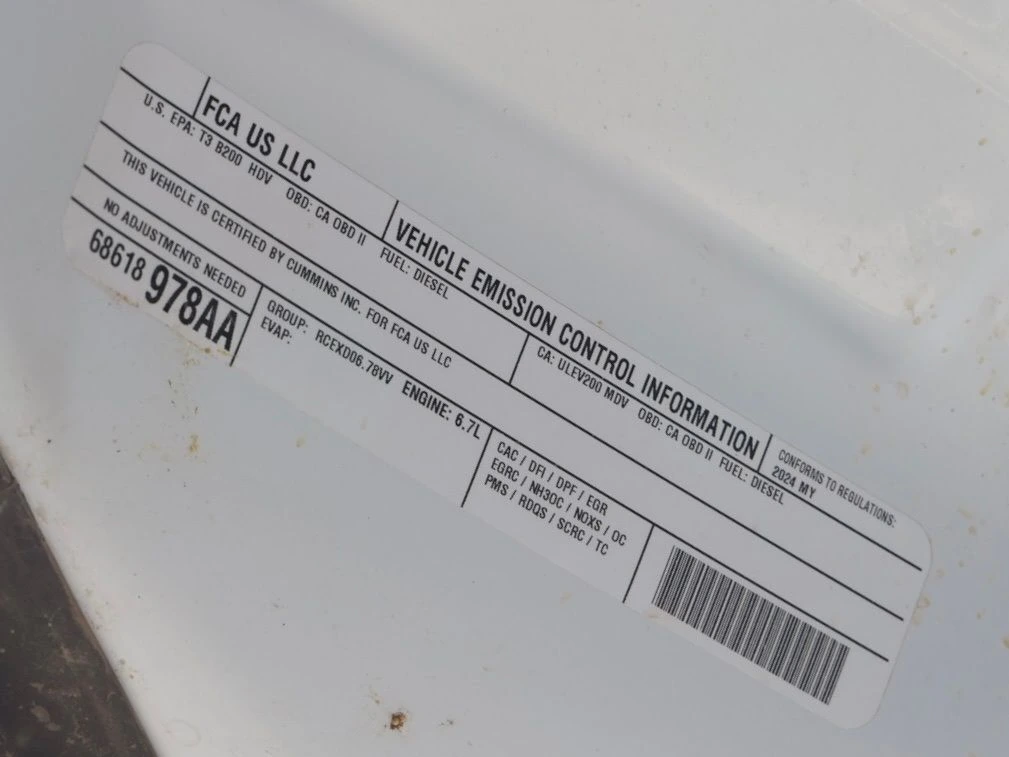 FCA US LLC
VEHICLE EMISSION CONTROL INFORMATION
CONFORMS TO REGULATIONS:
2024 MY
U.S. EPA: T3 B200 HDV OBD: CA OBD II FUEL: DIESEL
CA: ULEV200 MDV OBD: CA OBD II FUEL: DIESEL
THIS VEHICLE IS CERTIFIED BY CUMMINS INC. FOR FCA US LLC
NO ADJUSTMENTS NEEDED
68618 978AA
GROUP: RCEXD06.78VV ENGINE: 6.7L
EVAP:
CAC / DFI / DPF / EGR
EGRC / NH3OC / NOXS / OC
PMS / RDQS / SCRC / TC